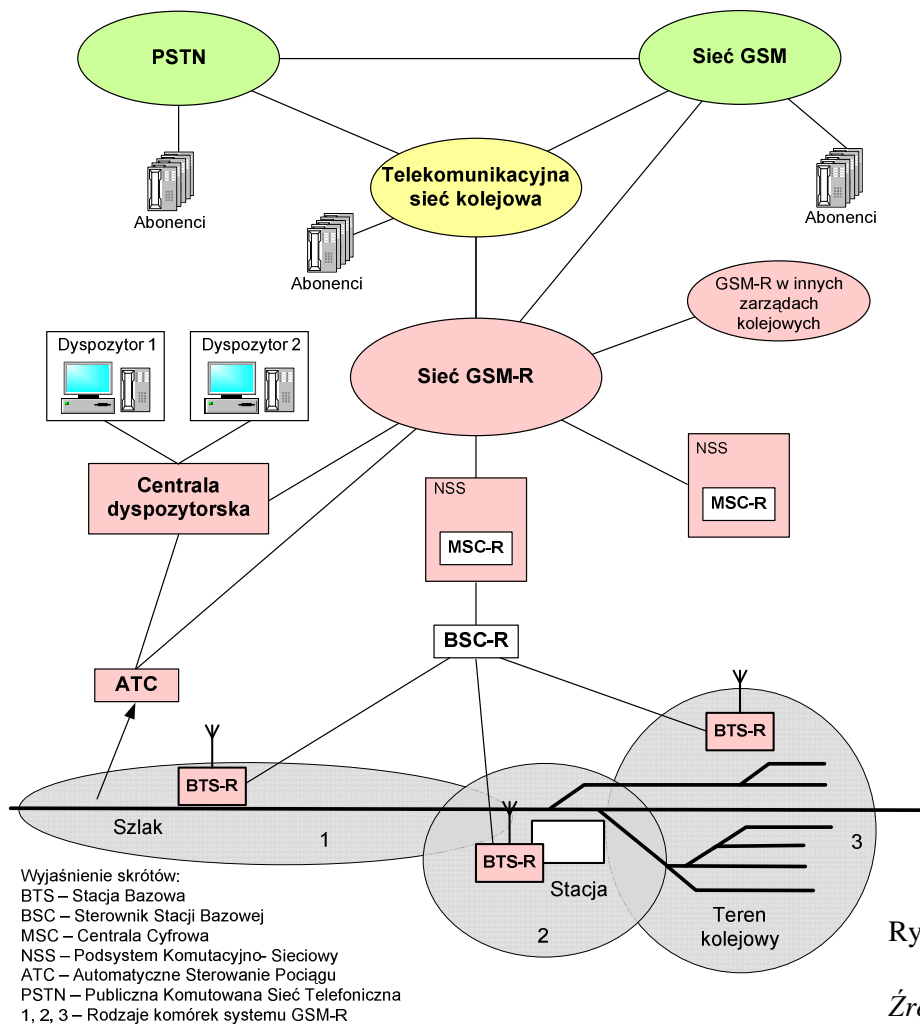 PSTN
Sieć GSM
Abonenci
Telekomunikacyjna
sieć kolejowa
Abonenci
Abonenci
GSM-R w innych
zarządach
kolejowych
Dyspozytor 1
Dyspozytor 2
Sieć GSM-R
Centrala
dyspozytorska
NSS
MSC-R
NSS
MSC-R
BSC-R
ATC
BTS-R
BTS-R
Szlak
1
BTS-R
Stacja
2
3
Teren
kolejowy
Wyjaśnienie skrótów:
BTS – Stacja Bazowa
BSC – Sterownik Stacji Bazowej
MSC – Centrala Cyfrowa
NSS – Podsystem Komutacyjno- Sieciowy
ATC – Automatyczne Sterowanie Pociągu
PSTN – Publiczna Komutowana Sieć Telefoniczna
1, 2, 3 – Rodzaje komórek systemu GSM-R
Ry